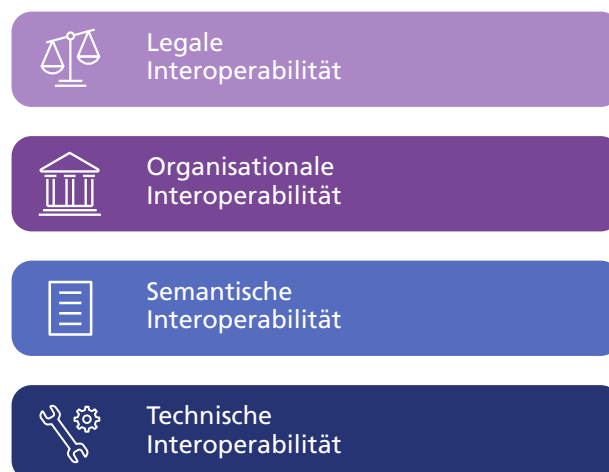 Legale
Interoperabilität
Organisationale
Interoperabilität
Semantische
Interoperabilität
Technische
Interoperabilität